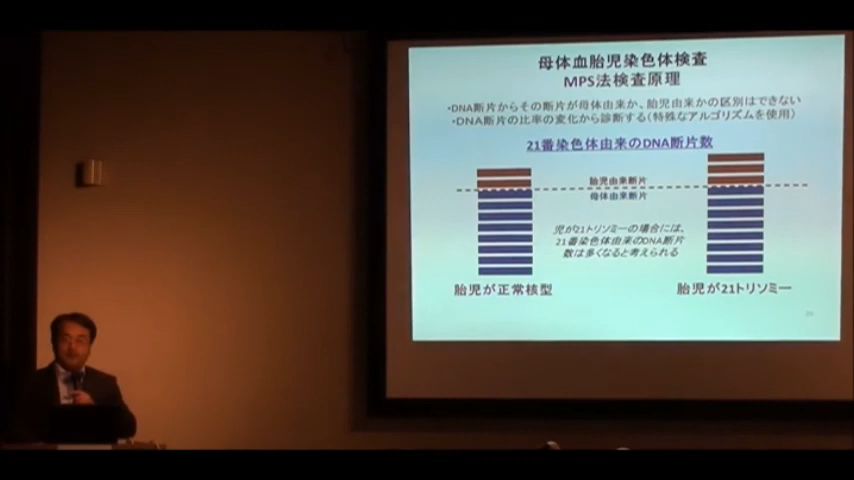 母体血胎児染色体検査
MPS法検査原理
・DNA断片からその断片が母体由来か、胎児由来かの区別はできない
・DNA断片の比率の変化から診断する（特殊なアルゴリズムを使用）
21番染色体由来のDNA断片数
胎児由来断片
母体由来断片
児が21トリソミーの場合には、
21番染色体由来のDNA断片
数は多くなると考えられる
胎児が正常核型
胎児が21トリソミー